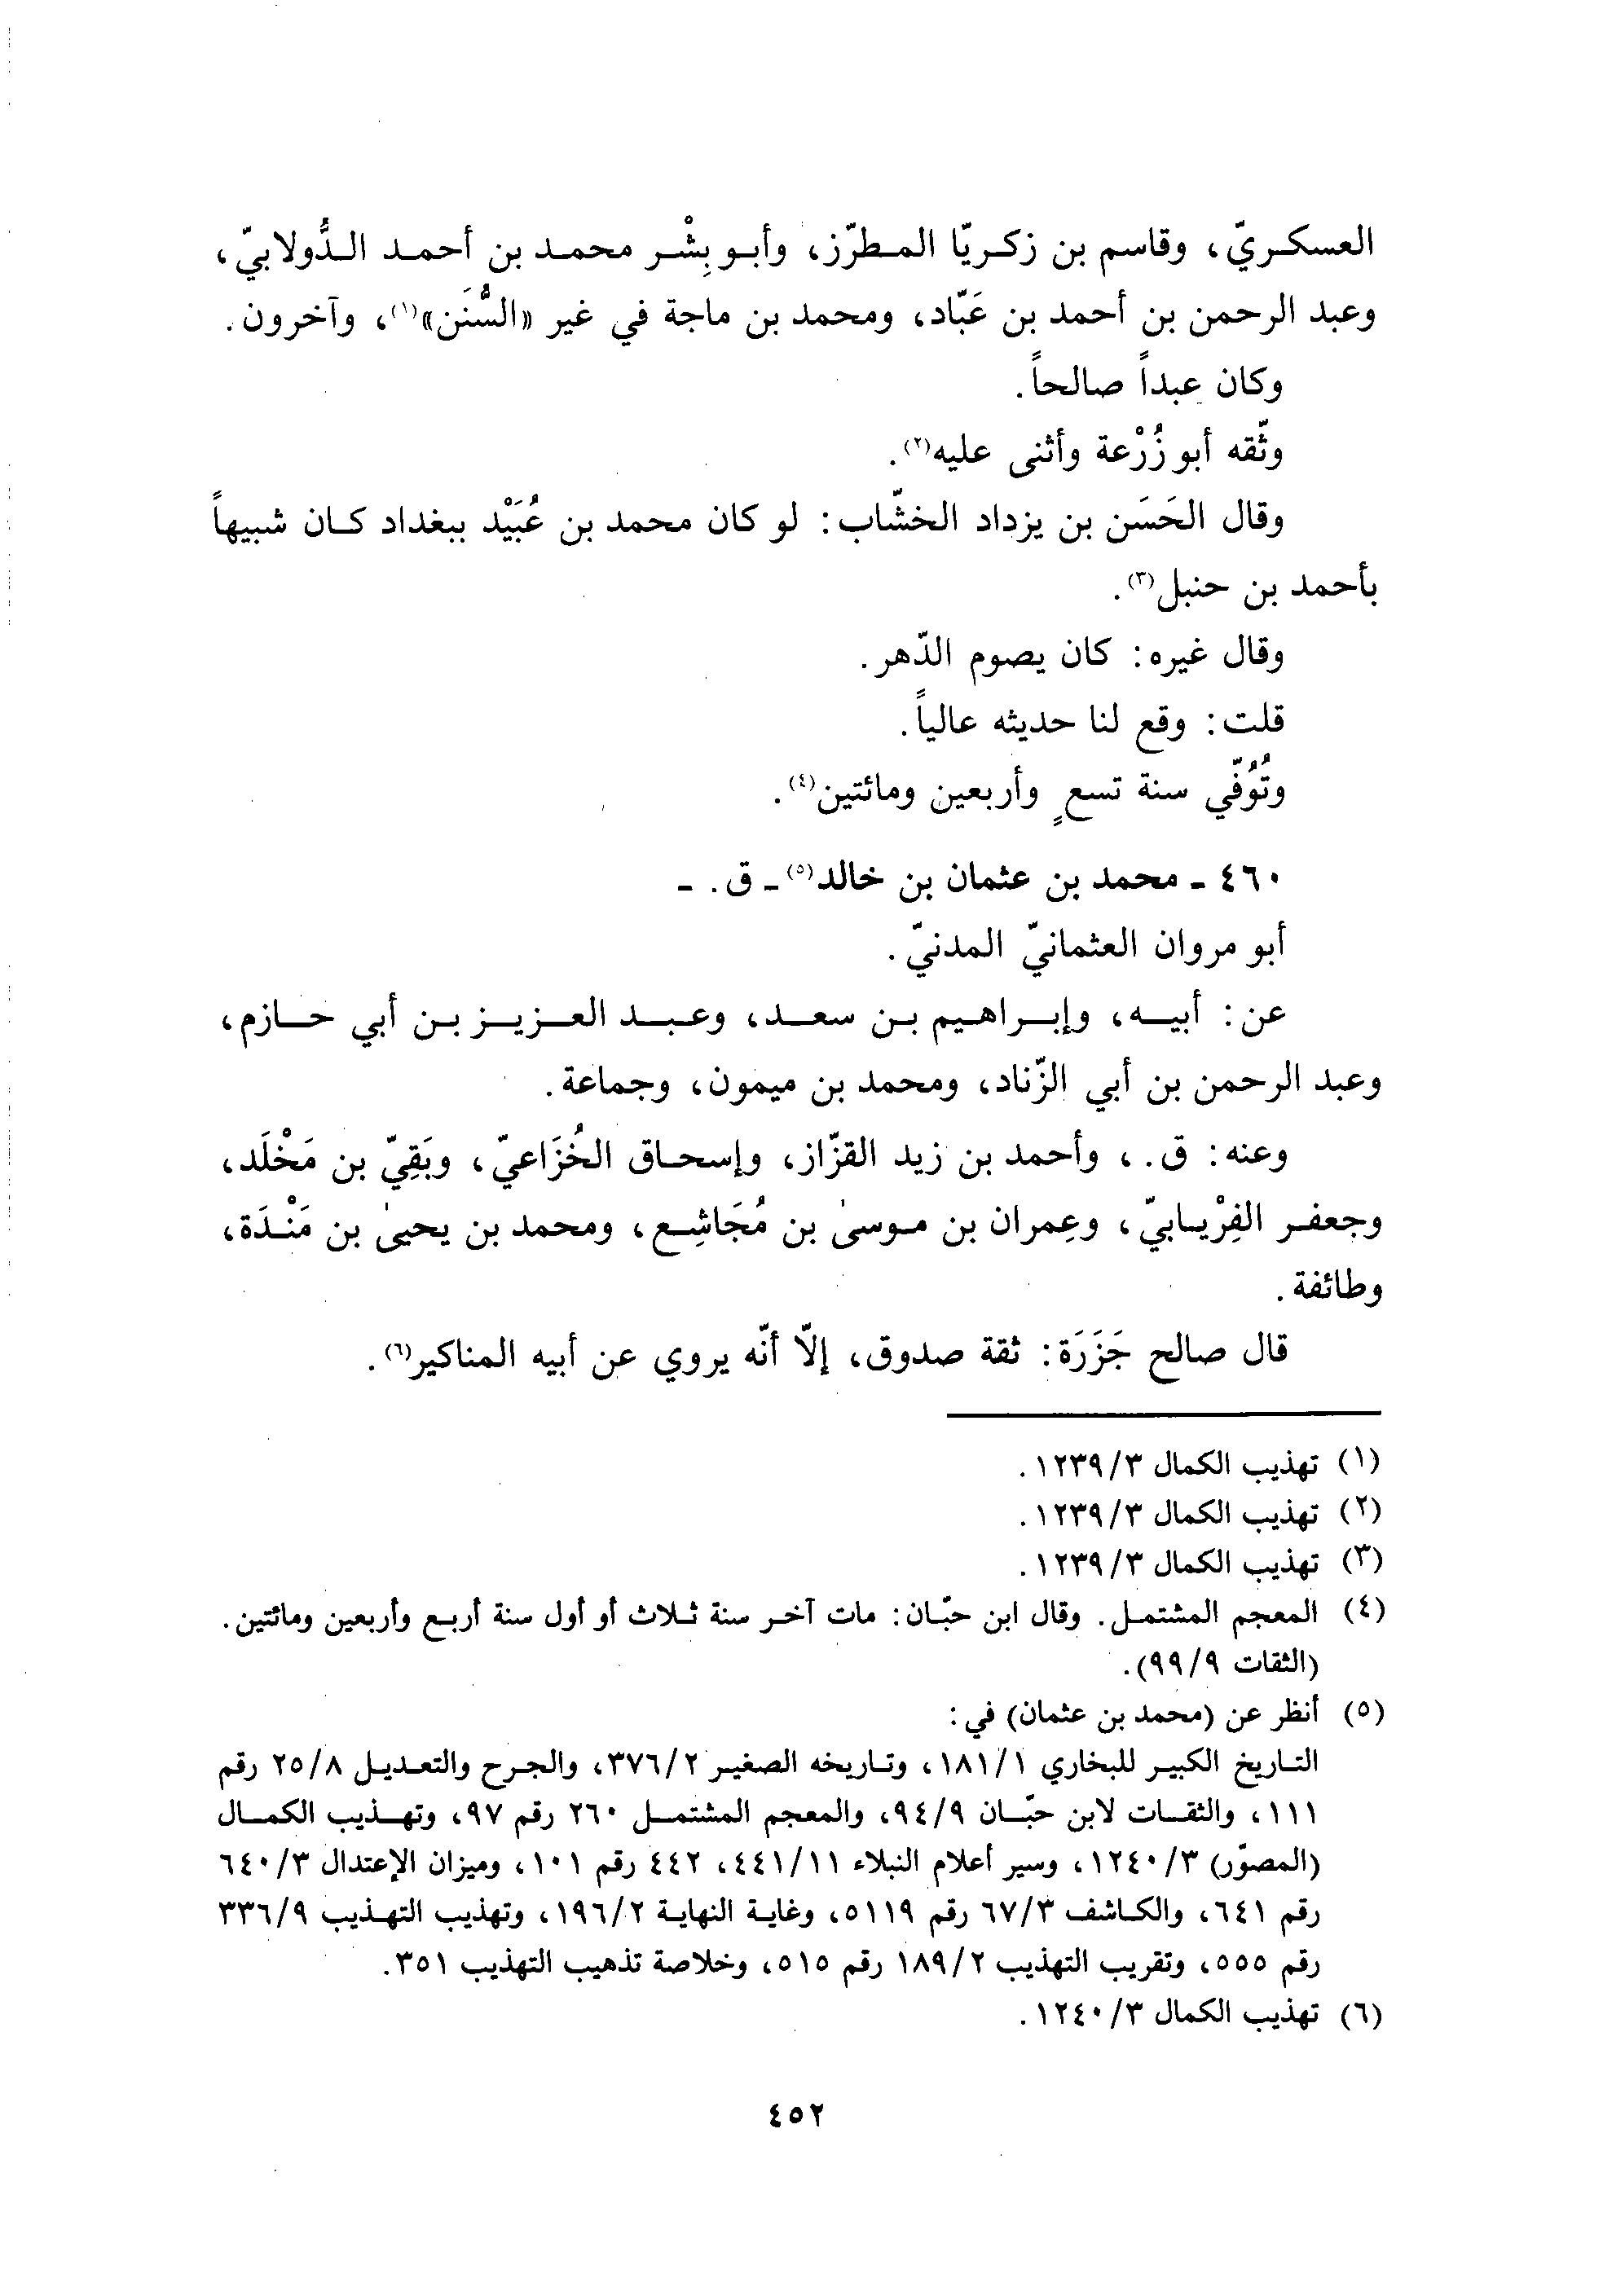 العسكريّ، وقاسم بن زكريّا المطرّز، وأبو بِشْر محمد بن أحمد الدُّولابيّ،
وعبد الرحمن بن أحمد بن عَبّاد، ومحمد بن ماجة في غير «السُّنَن»(١)، وآخرون.
وكان عبداً صالحاً.
وثّقه أبو زُرْعة وأثنى عليه(٢).
وقال الحَسَن بن يزداد الخشّاب: لو كان محمد بن عُبَيْد ببغداد كان شبيهاً
بأحمد بن حنبل(٣).
وقال غيره: كان يصوم الدّهر.
قلت: وقع لنا حديثه عالياً.
وتُوُفّي سنة تسعٍ وأربعين ومائتين(٤).
٤٦٠ - محمد بن عثمان بن خالد(٥) - ق. -
أبو مروان العثمانيّ المدنيّ.
عن: أبيه، وإبراهيم بن سعد، وعبد العزيز بن أبي حازم،
وعبد الرحمن بن أبي الزّناد، ومحمد بن ميمون، وجماعة.
وعنه: ق.، وأحمد بن زيد القزّاز، وإسحاق الخُزَاعيّ، وبَقِيّ بن مَخْلَد،
وجعفر الفِرْيابيّ، وعِمران بن موسىٰ بن مُجَاشِع، ومحمد بن يحيىٰ بن مَنْدَة،
وطائفة.
قال صالح جَزَرَة: ثقة صدوق، إلّا أنّه يروي عن أبيه المناكير(٦).
(١) تهذيب الكمال ١٢٣٩/٣.
(٢) تهذيب الكمال ١٢٣٩/٣.
(٣) تهذيب الكمال ١٢٣٩/٣.
(٤) المعجم المشتمل. وقال ابن حبّان: مات آخر سنة ثلاث أو أول سنة أربع وأربعين ومائتين.
(الثقات ٩٩/٩).
(٥) أنظر عن (محمد بن عثمان) في:
التاريخ الكبير للبخاري ١٨١/١، وتاريخه الصغير ٣٧٦/٢، والجرح والتعديل ٢٥/٨ رقم
١١١، والثقات لابن حبّان ٩٤/٩، والمعجم المشتمل ٢٦٠ رقم ٩٧، وتهذيب الكمال
(المصوّر) ١٢٤٠/٣، وسير أعلام النبلاء ٤٤١/١١، ٤٤٢ رقم ١٠١، وميزان الإعتدال ٦٤٠/٣
رقم ٦٤١، والكاشف ٦٧/٣ رقم ٥١١٩، وغاية النهاية ١٩٦/٢، وتهذيب التهذيب ٣٣٦/٩
رقم ٥٥٥، وتقريب التهذيب ١٨٩/٢ رقم ٥١٥، وخلاصة تذهيب التهذيب ٣٥١.
(٦) تهذيب الكمال ١٢٤٠/٣.
٤٥٢